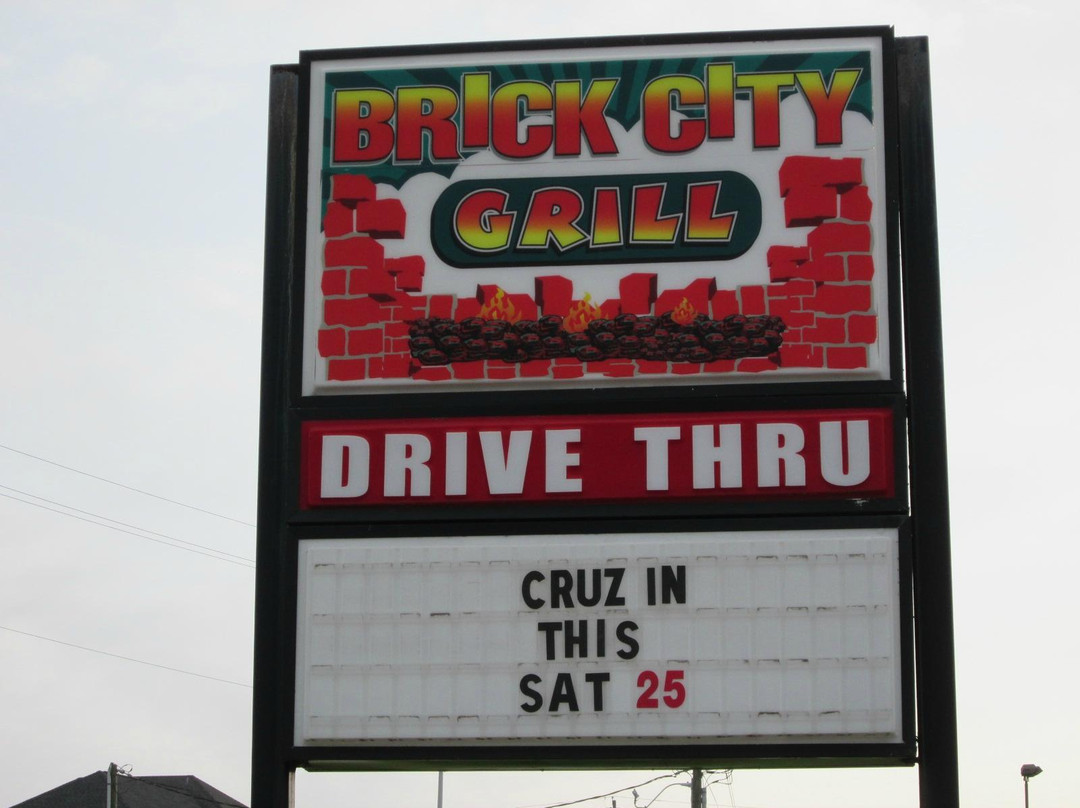 BRICK CITY
GRILL
DRIVE THRU
CRUZ IN
THIS
SAT 25